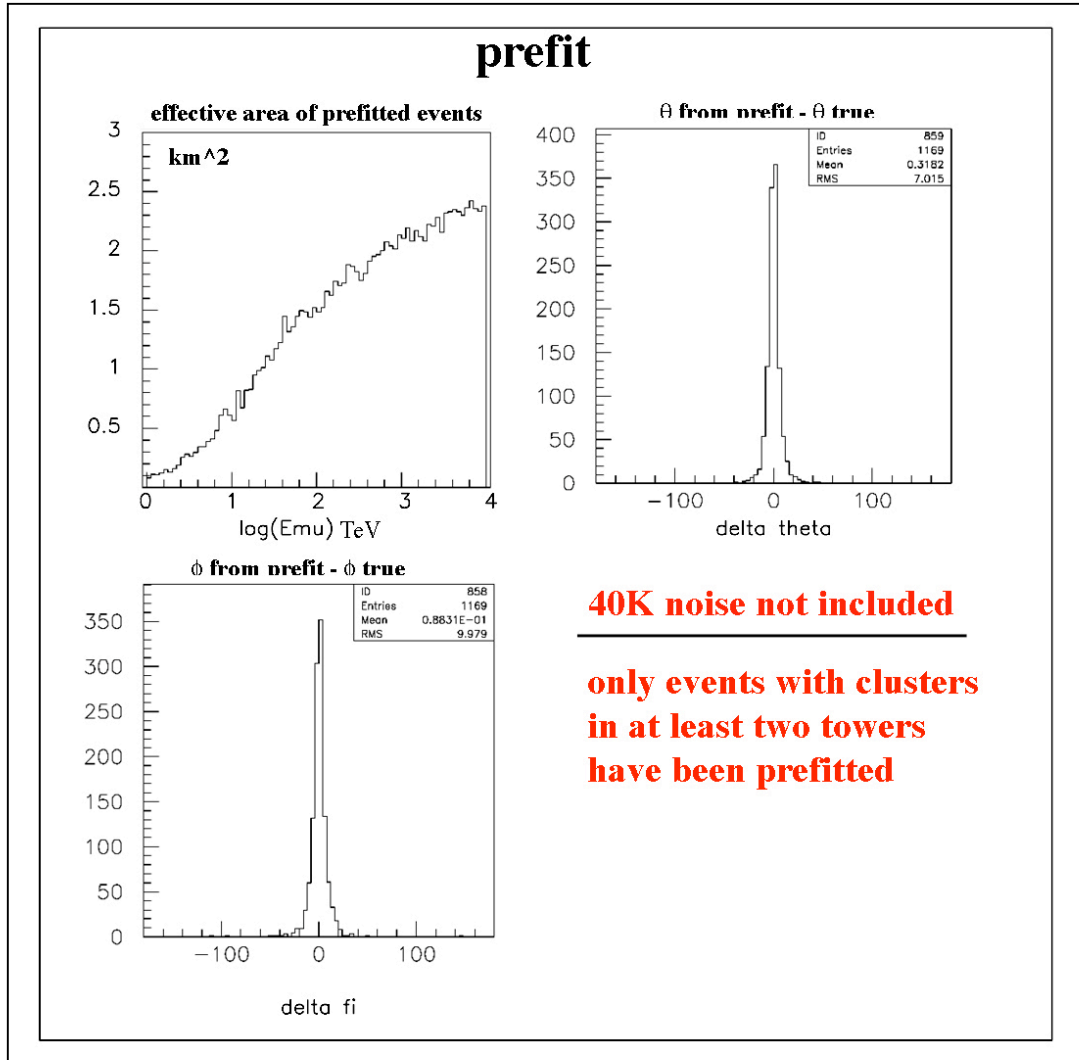 prefit
effective area of prefitted events
km^2
3
2.5
2
1.5
1
0.5
0 1 2 3 4
log(Emu) TeV
θ from prefit - θ true
ID 859
Entries 1169
Mean 0.3182
RMS 7.015
400
350
300
250
200
150
100
50
0
-100 0 100
delta theta
ϕ from prefit - ϕ true
ID 858
Entries 1169
Mean 0.8831E-01
RMS 9.979
350
300
250
200
150
100
50
0
-100 0 100
delta fi
40K noise not included
only events with clusters
in at least two towers
have been prefitted